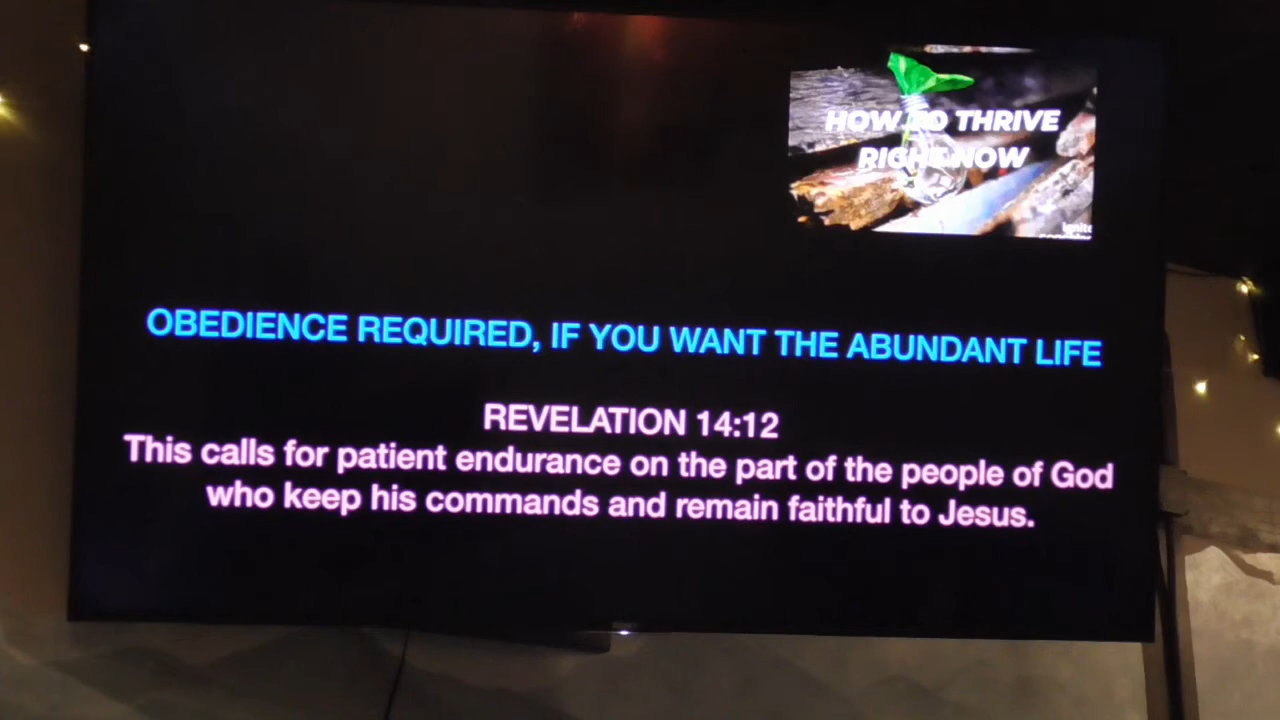 HOW TO THRIVE
RIGHT NOW
ignite
OBEDIENCE REQUIRED, IF YOU WANT THE ABUNDANT LIFE
REVELATION 14:12
This calls for patient endurance on the part of the people of God
who keep his commands and remain faithful to Jesus.